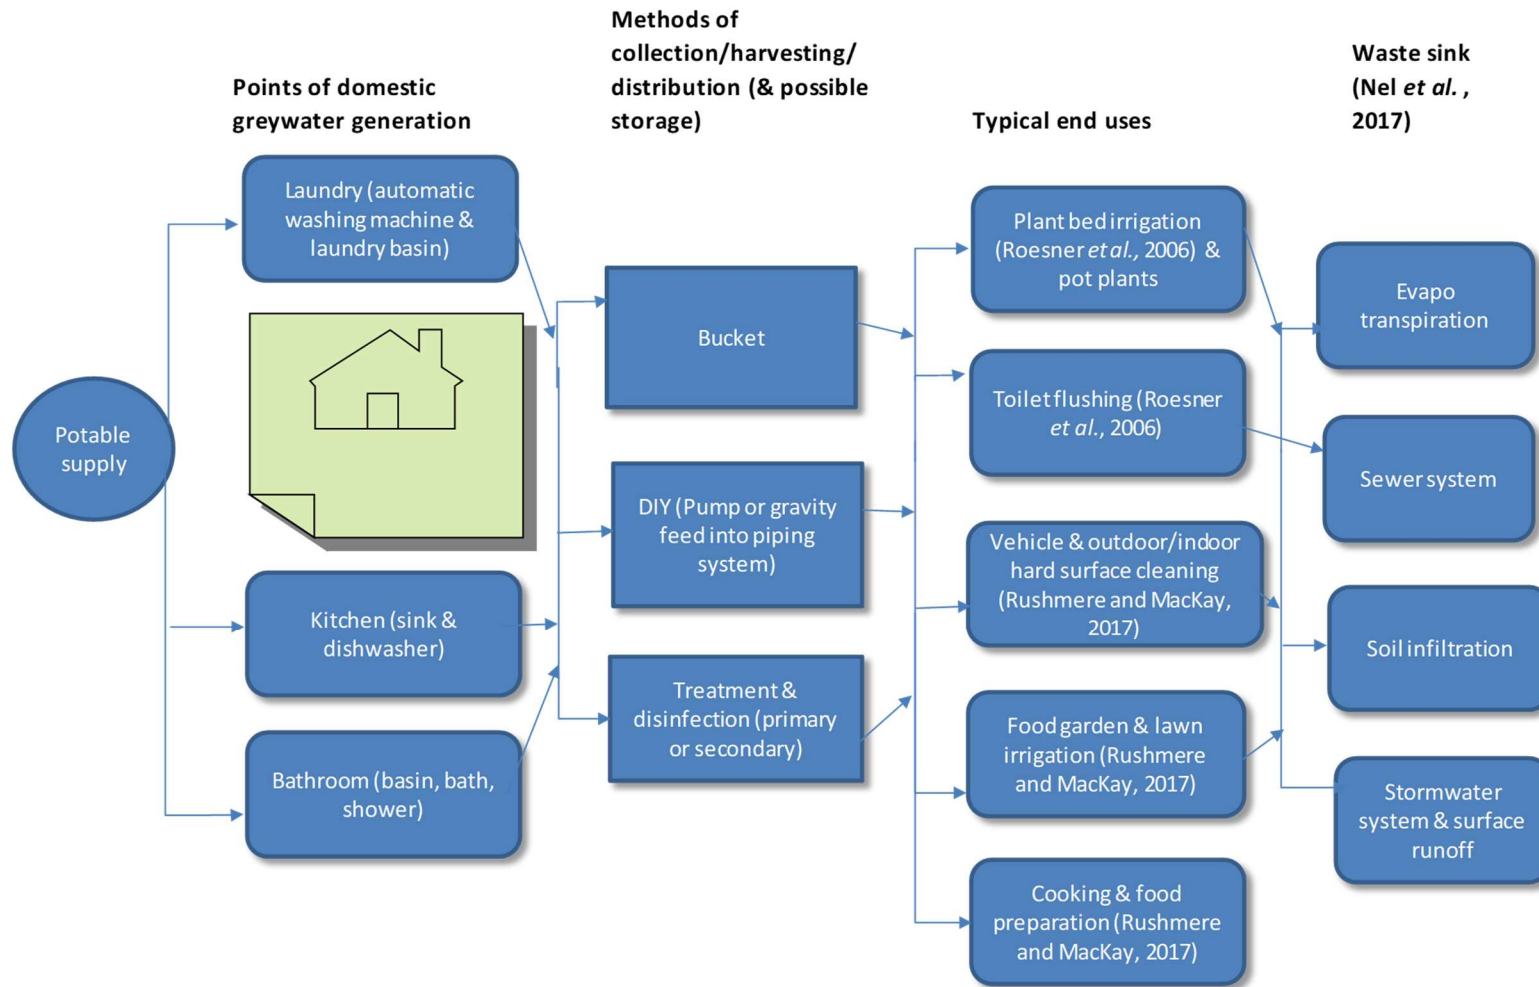 Points of domestic
greywater generation
Methods of
collection/harvesting/
distribution (& possible
storage)
Typical end uses
Waste sink
(Nel et al. ,
2017)
Potable
supply
Laundry (automatic
washing machine &
laundry basin)
Kitchen (sink &
dishwasher)
Bathroom (basin, bath,
shower)
Bucket
DIY (Pump or gravity
feed into piping
system)
Treatment &
disinfection (primary
or secondary)
Plant bed irrigation
(Roesner et al., 2006) &
pot plants
Toilet flushing (Roesner
et al., 2006)
Vehicle & outdoor/indoor
hard surface cleaning
(Rushmere and MacKay,
2017)
Food garden & lawn
irrigation (Rushmere
and MacKay, 2017)
Cooking & food
preparation (Rushmere
and MacKay, 2017)
Evapo
transpiration
Sewer system
Soil infiltration
Stormwater
system & surface
runoff